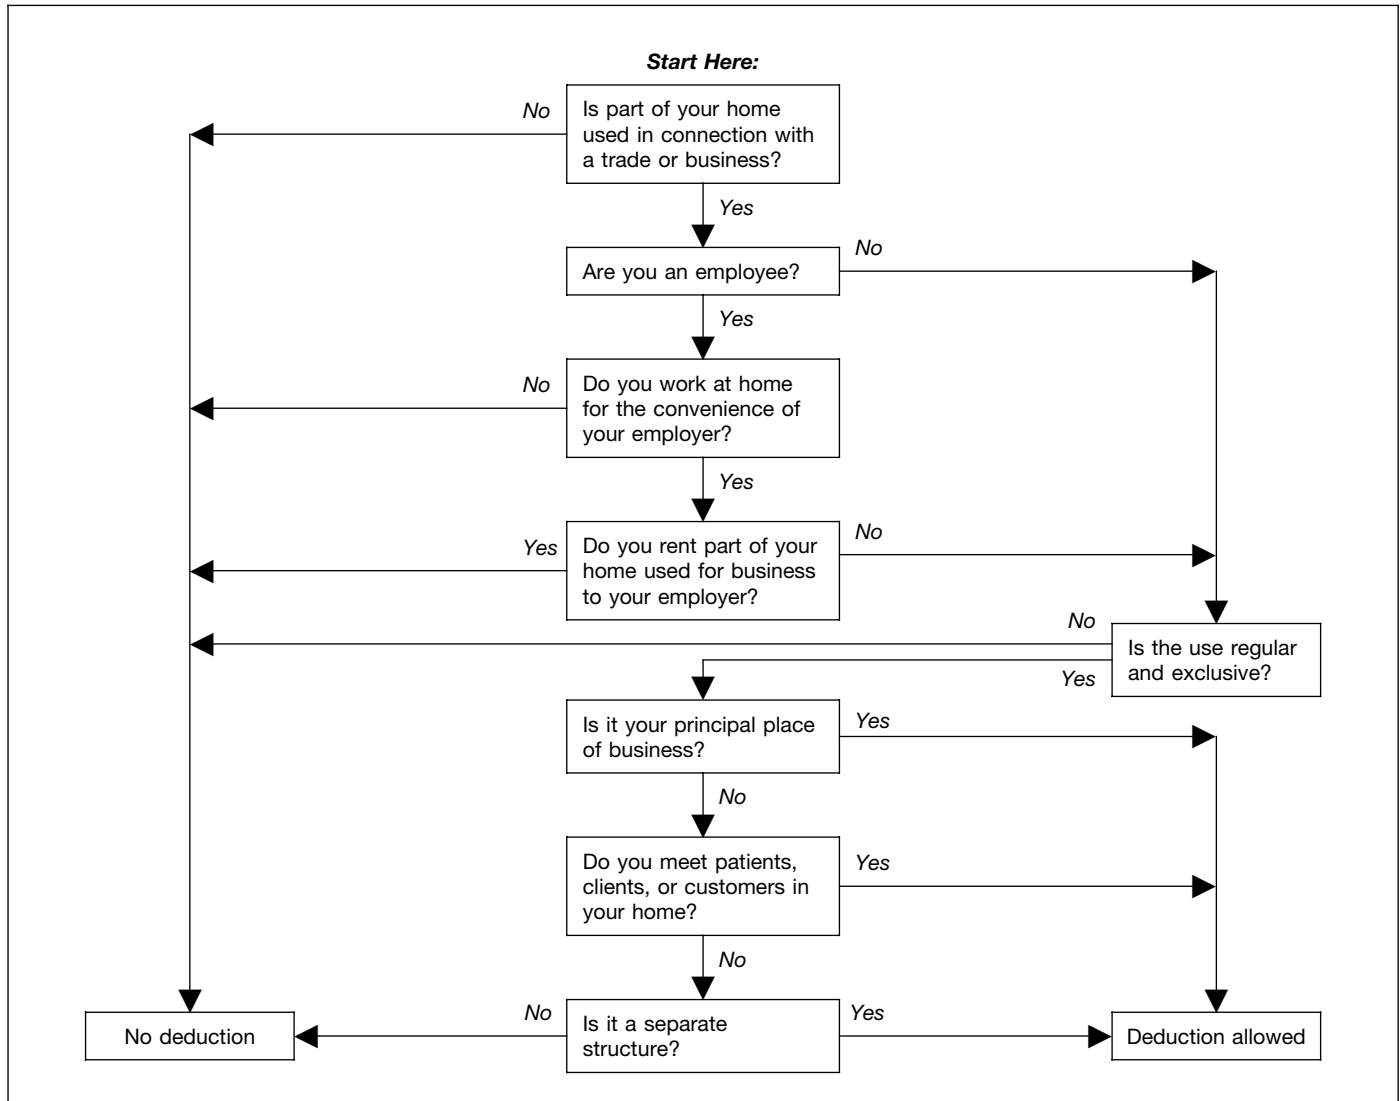 Start Here:
No
Is part of your home
used in connection with
a trade or business?
Yes
Are you an employee?
No
Yes
No
Do you work at home
for the convenience of
your employer?
Yes
Yes
Do you rent part of your
home used for business
to your employer?
No
No
Is the use regular
and exclusive?
Yes
Is it your principal place
of business?
Yes
No
Do you meet patients,
clients, or customers in
your home?
Yes
No
No deduction
No
Is it a separate
structure?
Yes
Deduction allowed